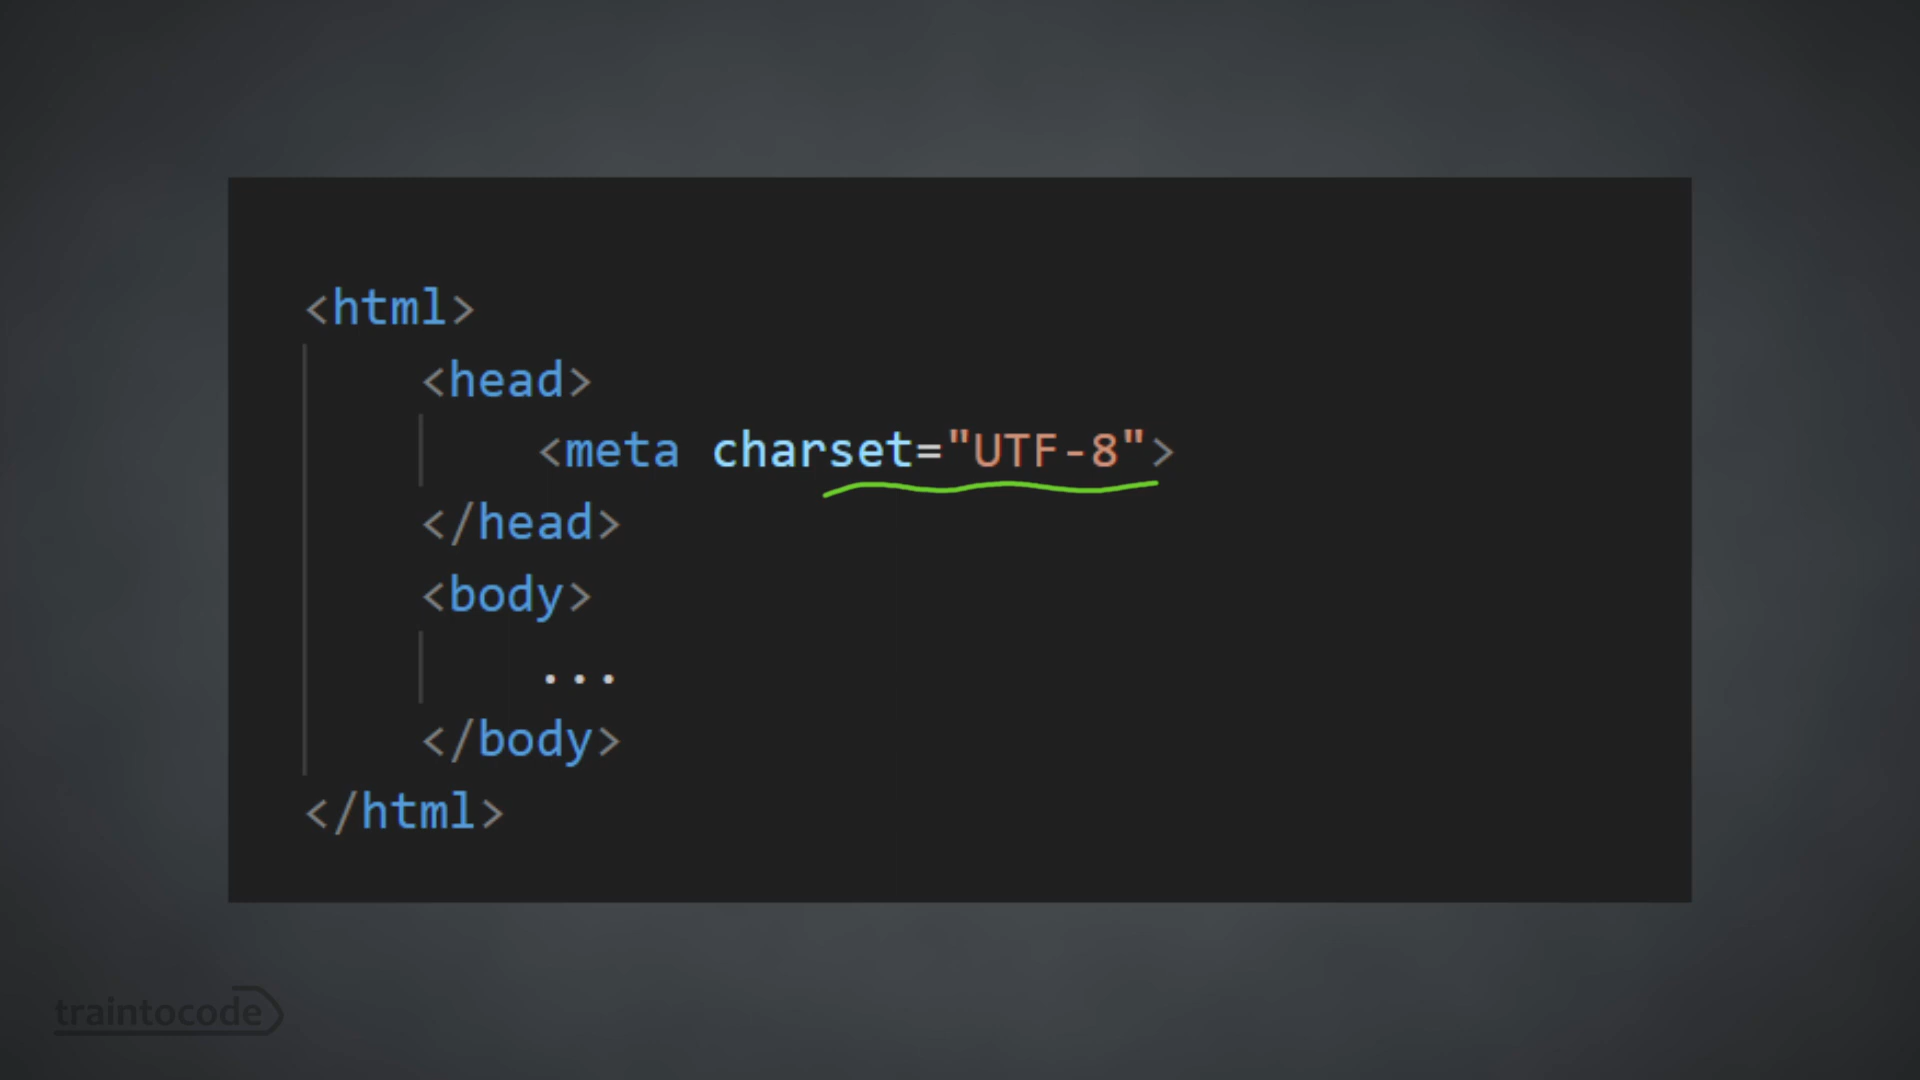 <html>
<head>
<meta charset="UTF-8">
</head>
<body>
...
</body>
</html>
traintocode